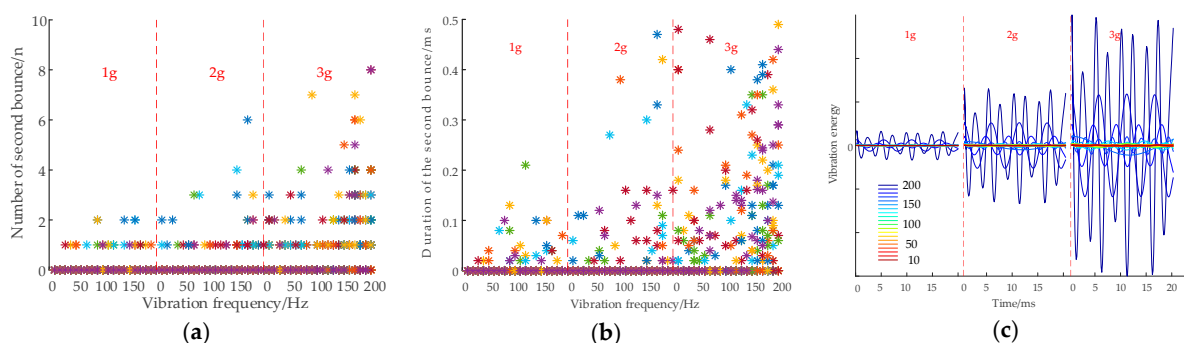 10
8
6
4
2
0
Number of second bounce/n
1g
2g
3g
0 50 100 150 0 50 100 150 0 50 100 150 200
Vibration frequency/Hz
(a)
0.5
0.4
0.3
0.2
0.1
0
Duration of the second bounce/ms
1g
2g
3g
0 50 100 150 0 50 100 150 0 50 100 150 200
Vibration frequency/Hz
(b)
Vibration energy
0
1g
2g
3g
200
150
100
50
10
0 5 10 15 0 5 10 15 0 5 10 15 20
Time/ms
(c)